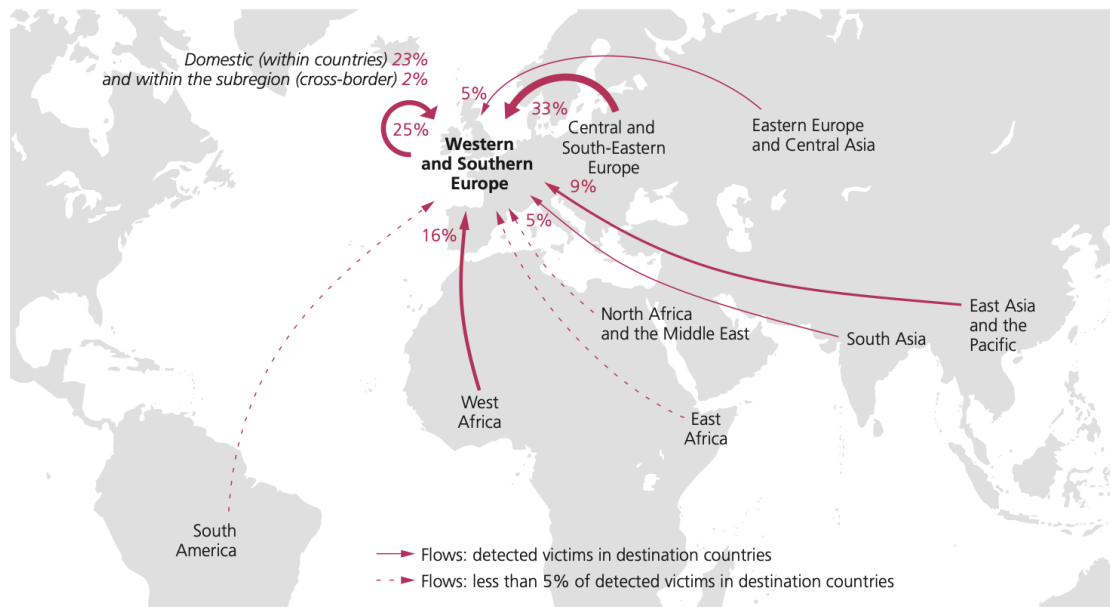 Domestic (within countries) 23%
and within the subregion (cross-border) 2%
5%
33%
25%
Western
and Southern
Europe
Central and
South-Eastern
Europe
Eastern Europe
and Central Asia
9%
5%
16%
North Africa
and the Middle East
South Asia
East Asia
and the
Pacific
West
Africa
East
Africa
South
America
Flows: detected victims in destination countries
Flows: less than 5% of detected victims in destination countries